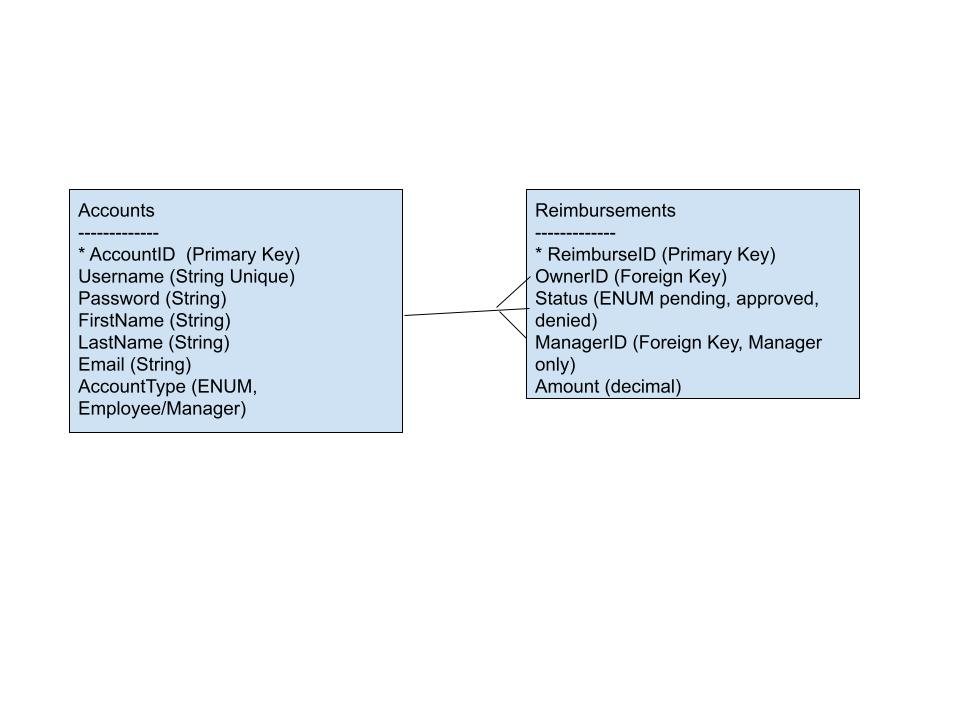 Accounts
-------------
* AccountID  (Primary Key)
Username (String Unique)
Password (String)
FirstName (String)
LastName (String)
Email (String)
AccountType (ENUM,
Employee/Manager)
Reimbursements
-------------
* ReimburseID (Primary Key)
OwnerID (Foreign Key)
Status (ENUM pending, approved,
denied)
ManagerID (Foreign Key, Manager
only)
Amount (decimal)